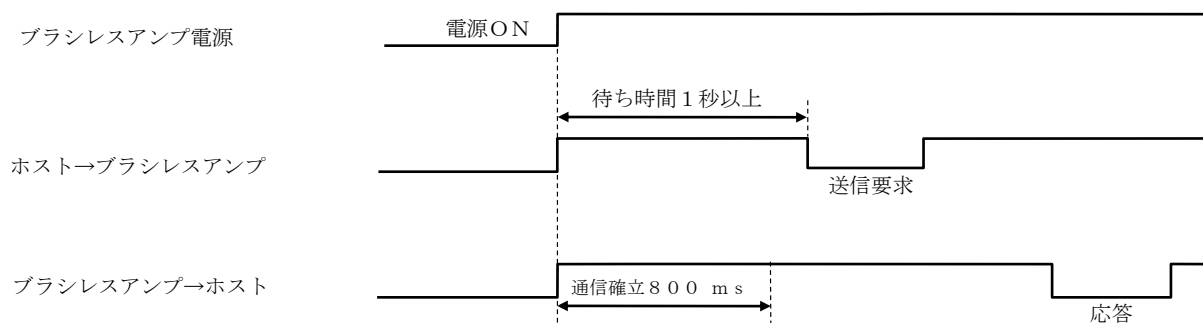 ブラシレスアンプ電源
電源ON
待ち時間1秒以上
ホスト→ブラシレスアンプ
送信要求
ブラシレスアンプ→ホスト
通信確立800 ms
応答